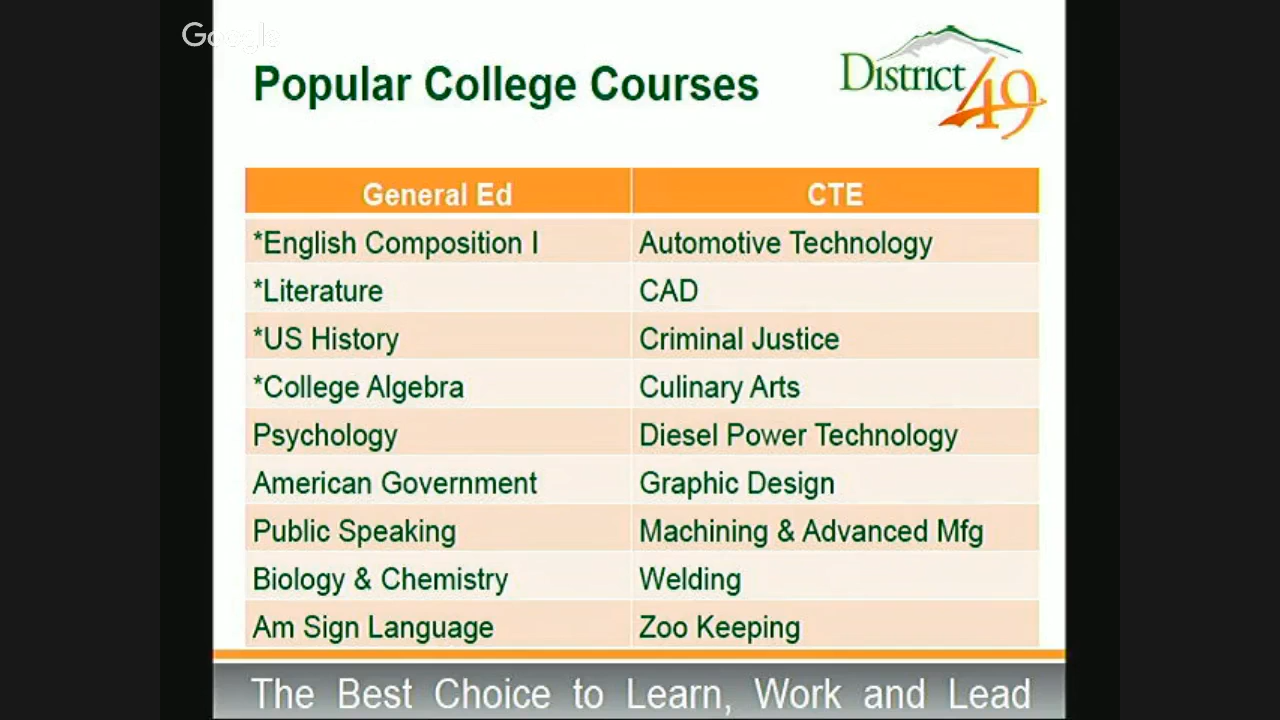 Google
Popular College Courses
District 49
General Ed CTE
*English Composition I Automotive Technology
*Literature CAD
*US History Criminal Justice
*College Algebra Culinary Arts
Psychology Diesel Power Technology
American Government Graphic Design
Public Speaking Machining & Advanced Mfg
Biology & Chemistry Welding
Am Sign Language Zoo Keeping
The Best Choice to Learn, Work and Lead